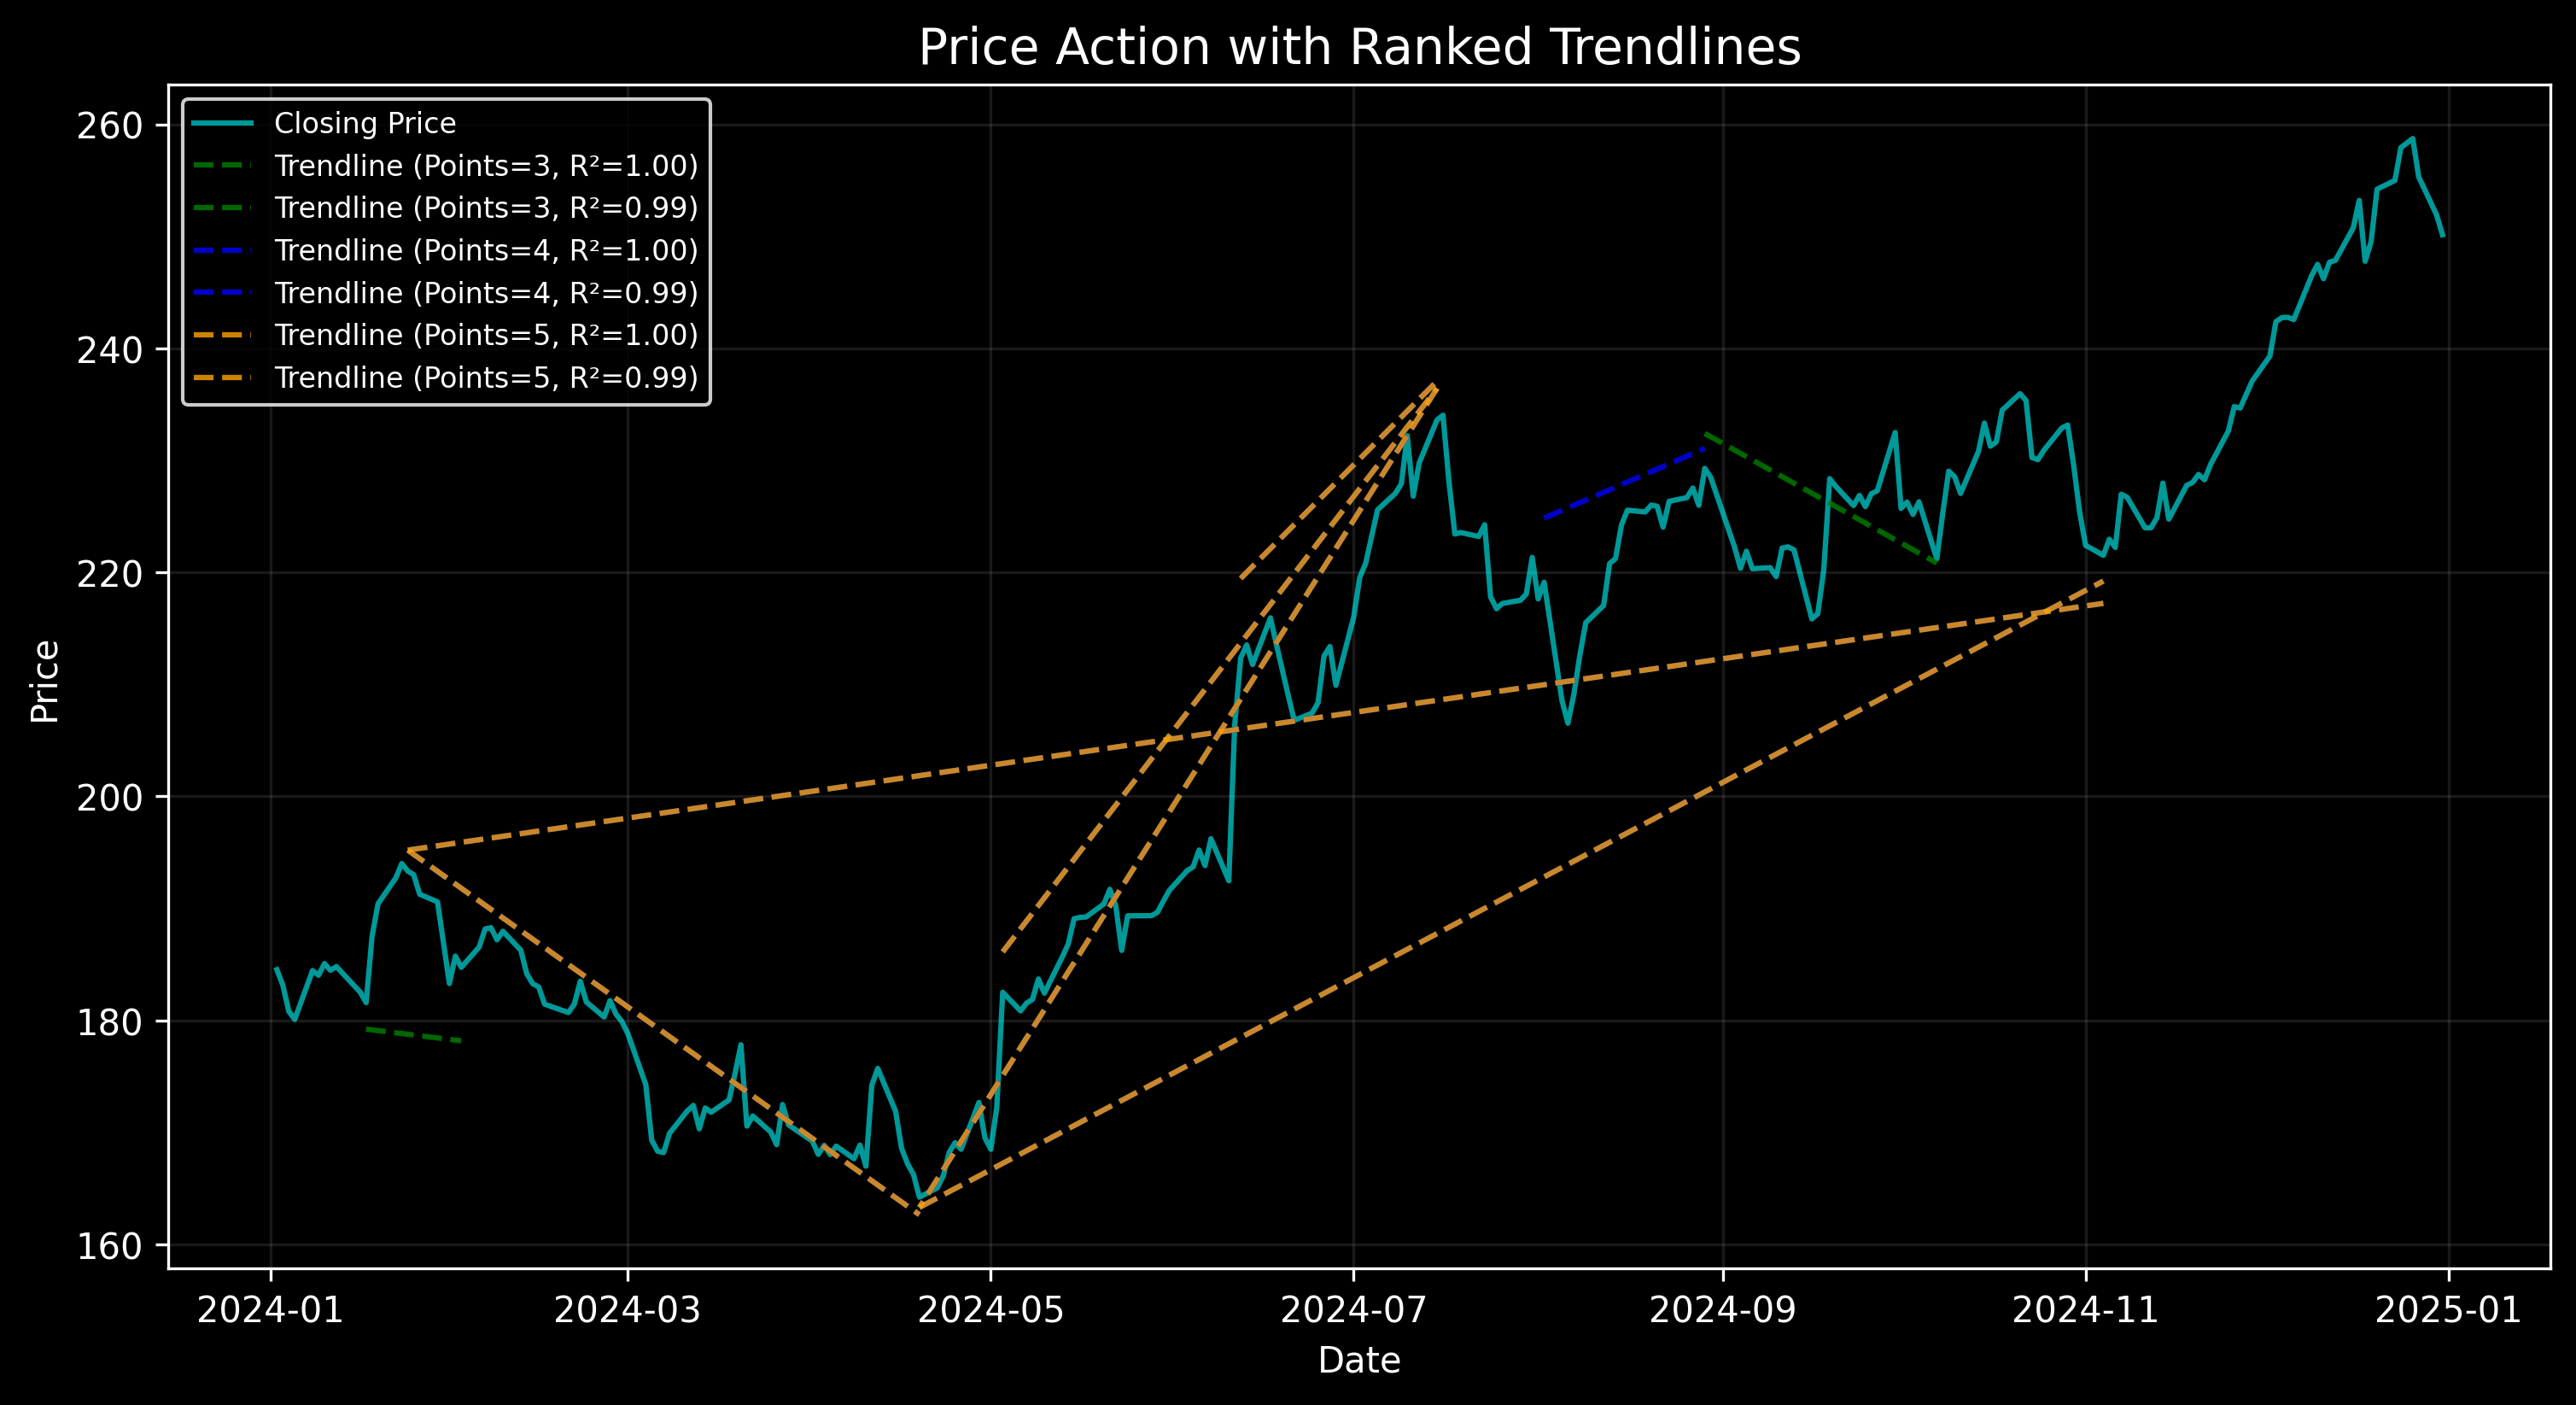 Price Action with Ranked Trendlines
Closing Price
Trendline (Points=3, R²=1.00)
Trendline (Points=3, R²=0.99)
Trendline (Points=4, R²=1.00)
Trendline (Points=4, R²=0.99)
Trendline (Points=5, R²=1.00)
Trendline (Points=5, R²=0.99)
260
240
220
200
180
160
Price
2024-01 2024-03 2024-05 2024-07 2024-09 2024-11 2025-01
Date